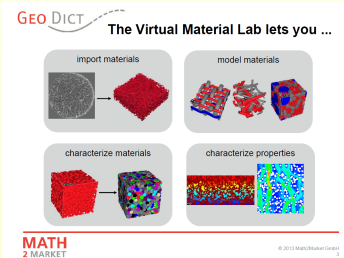 GEO DICT
The Virtual Material Lab lets you ...
import materials
model materials
characterize materials
characterize properties
MATH
2 MARKET
© 2013 Math2Market GmbH
3